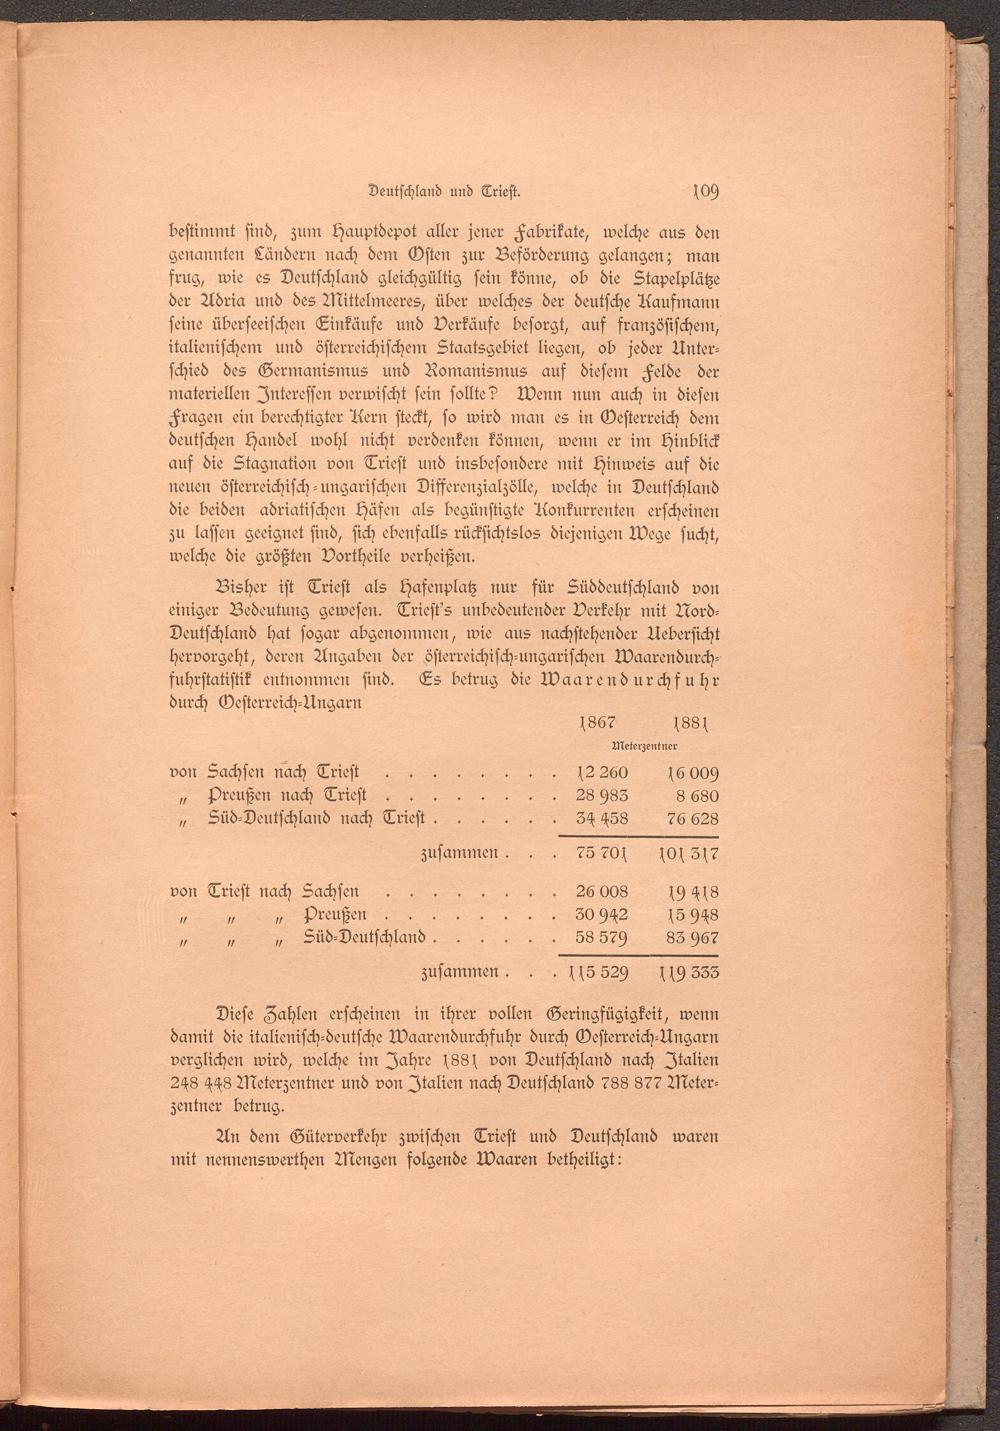 Deutschland und Triest. 109
bestimmt sind, zum Hauptdepot aller jener Fabrikate, welche aus den
genannten Ländern nach dem Osten zur Beförderung gelangen; man
frug, wie es Deutschland gleichgültig sein könne, ob die Stapelplätze
der Adria und des Mittelmeeres, über welches der deutsche Kaufmann
seine überseeischen Einkäufe und Verkäufe besorgt, auf französischem,
italienischem und österreichischem Staatsgebiet liegen, ob jeder Unter-
schied des Germanismus und Romanismus auf diesem Felde der
materiellen Interessen verwischt sein sollte? Wenn nun auch in diesen
Fragen ein berechtigter Kern steckt, so wird man es in Oesterreich dem
deutschen Handel wohl nicht verdenken können, wenn er im Hinblick
auf die Stagnation von Triest und insbesondere mit Hinweis auf die
neuen österreichisch-ungarischen Differenzialzölle, welche in Deutschland
die beiden adriatischen Häfen als begünstigte Konkurrenten erscheinen
zu lassen geeignet sind, sich ebenfalls rücksichtslos diejenigen Wege sucht,
welche die größten Vortheile verheißen.
Bisher ist Triest als Hafenplatz nur für Süddeutschland von
einiger Bedeutung gewesen. Triest's unbedeutender Verkehr mit Nord-
Deutschland hat sogar abgenommen, wie aus nachstehender Uebersicht
hervorgeht, deren Angaben der österreichisch-ungarischen Waarendurch-
fuhrstatistik entnommen sind. Es betrug die Waarendurchfuhr
durch Oesterreich-Ungarn
1867 1881
Meterzentner
von Sachsen nach Triest . . . . . . . . 12 260 16 009
„ Preußen nach Triest . . . . . . . . 28 983 8 680
„ Süd-Deutschland nach Triest . . . . . . 34 458 76 628
zusammen . . . 75 701 101 317
von Triest nach Sachsen . . . . . . . . 26 008 19 418
„ „ „ Preußen . . . . . . . . 30 942 15 948
„ „ „ Süd-Deutschland . . . . . . 58 579 83 967
zusammen . . . 115 529 119 333
Diese Zahlen erscheinen in ihrer vollen Geringfügigkeit, wenn
damit die italienisch-deutsche Waarendurchfuhr durch Oesterreich-Ungarn
verglichen wird, welche im Jahre 1881 von Deutschland nach Italien
248 448 Meterzentner und von Italien nach Deutschland 788 877 Meter-
zentner betrug.
An dem Güterverkehr zwischen Triest und Deutschland waren
mit nennenswerthen Mengen folgende Waaren betheiligt: